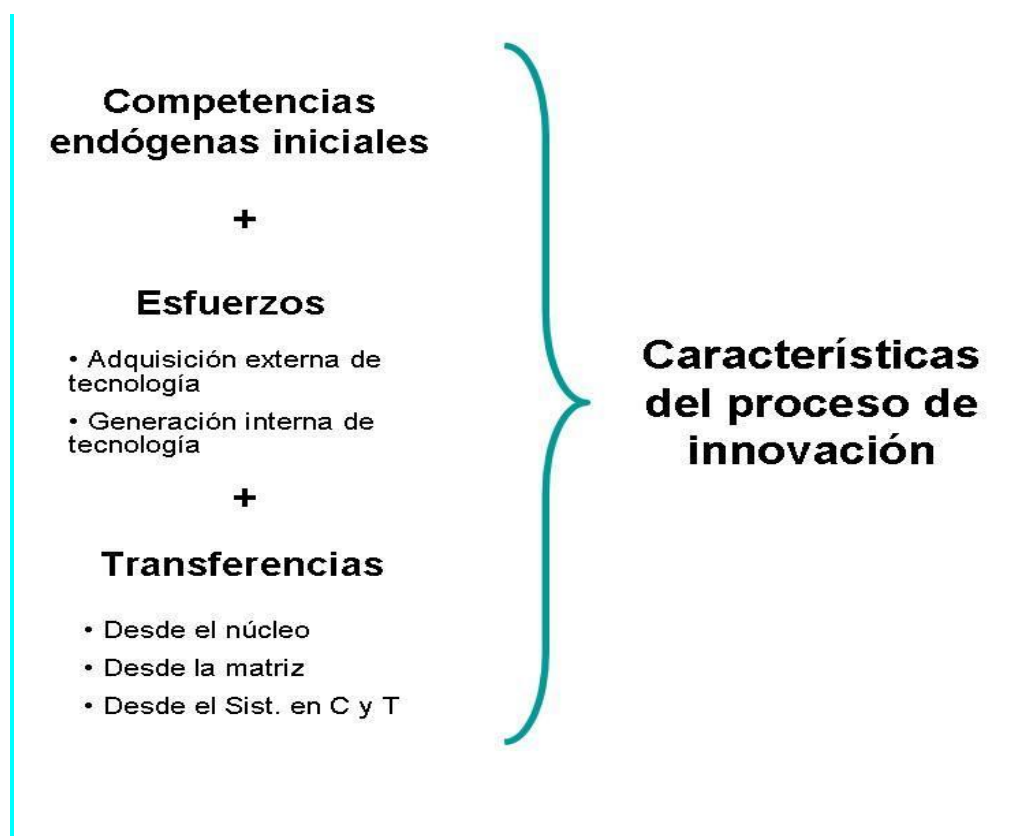 Competencias
endógenas iniciales
+
Esfuerzos
• Adquisición externa de
tecnología
• Generación interna de
tecnología
+
Transferencias
• Desde el núcleo
• Desde la matriz
• Desde el Sist. en C y T
Características
del proceso de
innovación